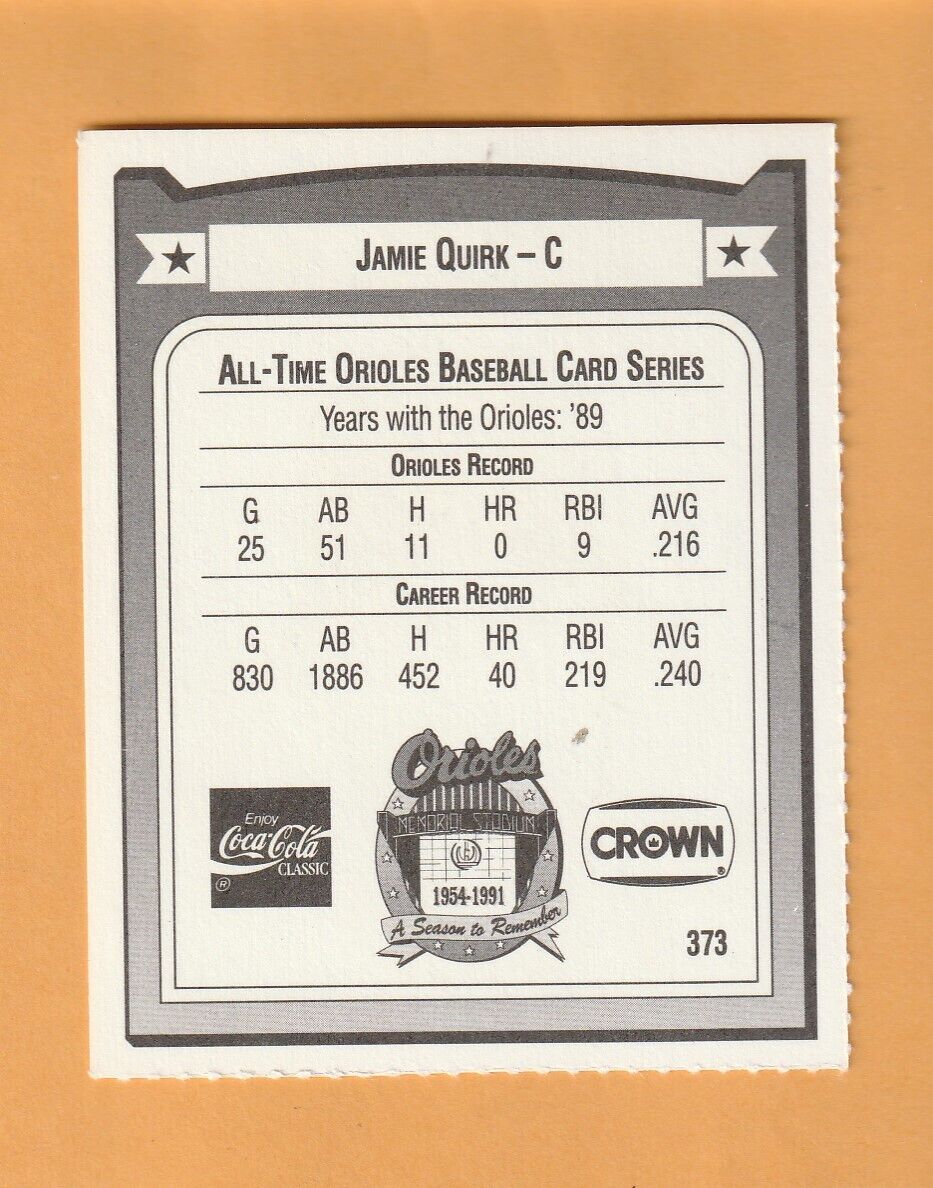 JAMIE QUIRK – C
ALL-TIME ORIOLES BASEBALL CARD SERIES
Years with the Orioles: '89
ORIOLES RECORD
G AB H HR RBI AVG
25 51 11 0 9 .216
CAREER RECORD
G AB H HR RBI AVG
830 1886 452 40 219 .240
Orioles
MEMORIAL STADIUM
1954-1991
A Season to Remember
Enjoy
Coca-Cola
CLASSIC
®
CROWN
®
373